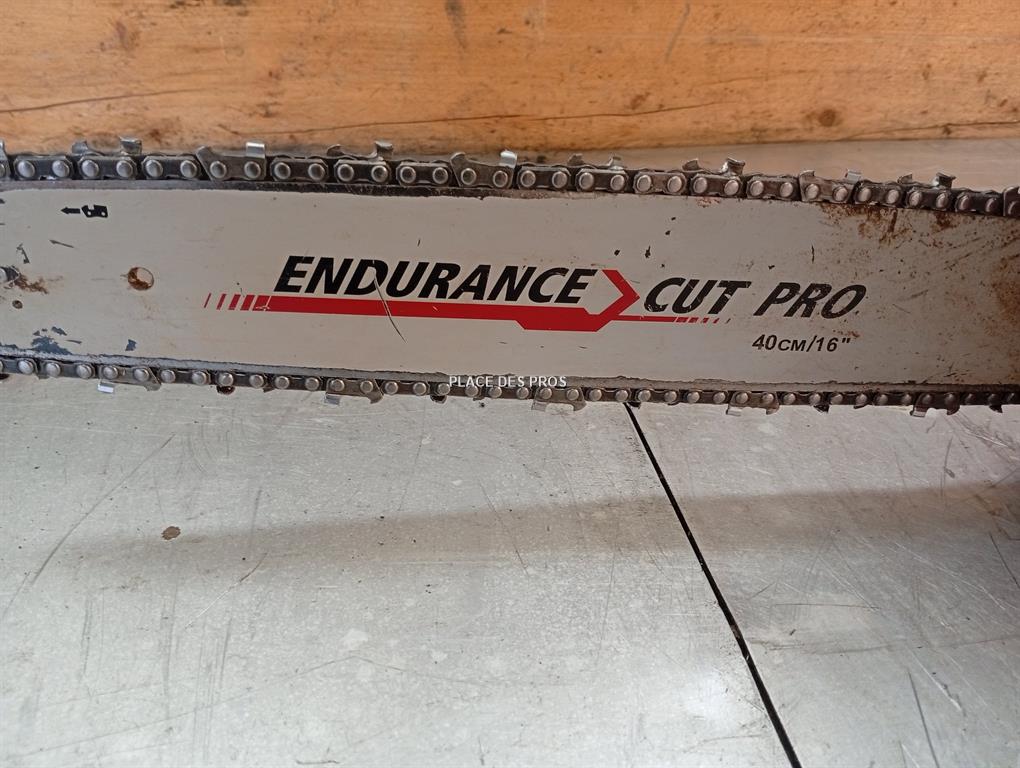 ENDURANCE CUT PRO
40CM/16"
PLACE DES PROS